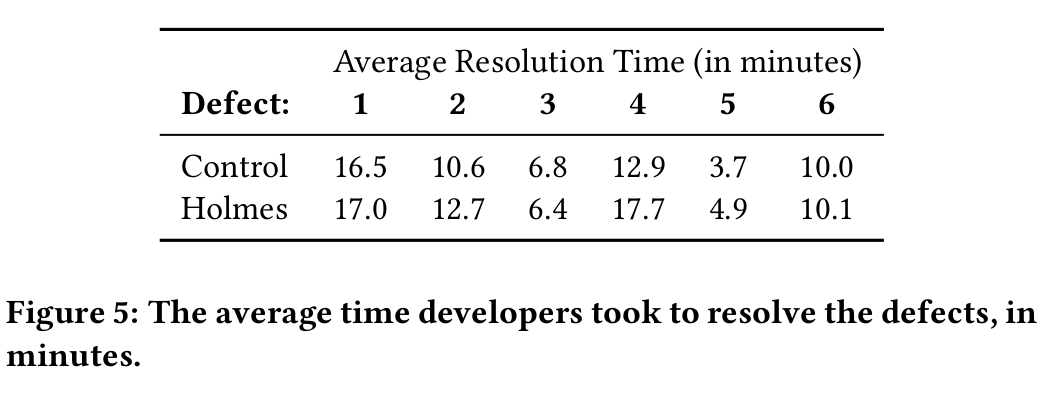 Average Resolution Time (in minutes)
Defect: 1 2 3 4 5 6
Control 16.5 10.6 6.8 12.9 3.7 10.0
Holmes 17.0 12.7 6.4 17.7 4.9 10.1
Figure 5: The average time developers took to resolve the defects, in
minutes.